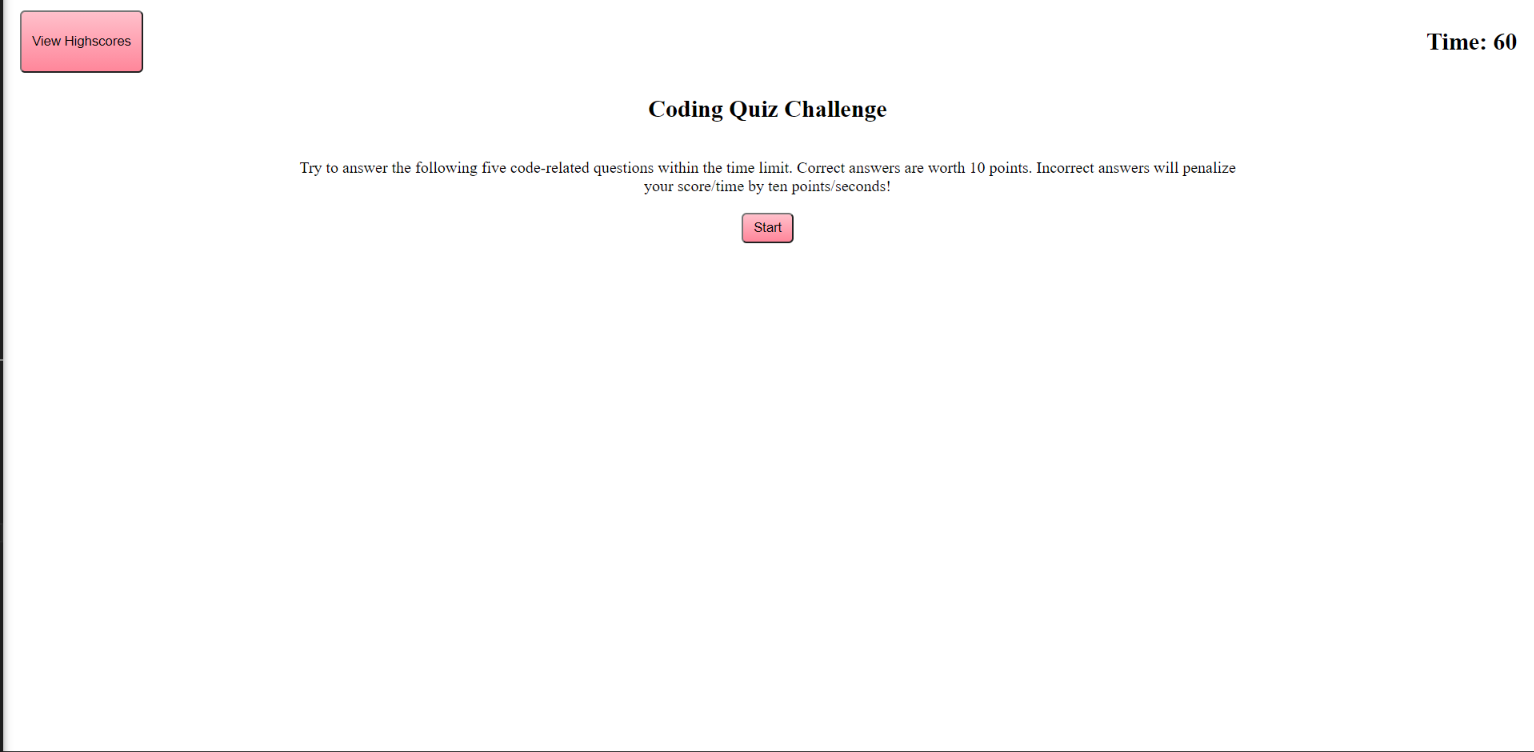 View Highscores
Time: 60
Coding Quiz Challenge
Try to answer the following five code-related questions within the time limit. Correct answers are worth 10 points. Incorrect answers will penalize
your score/time by ten points/seconds!
Start